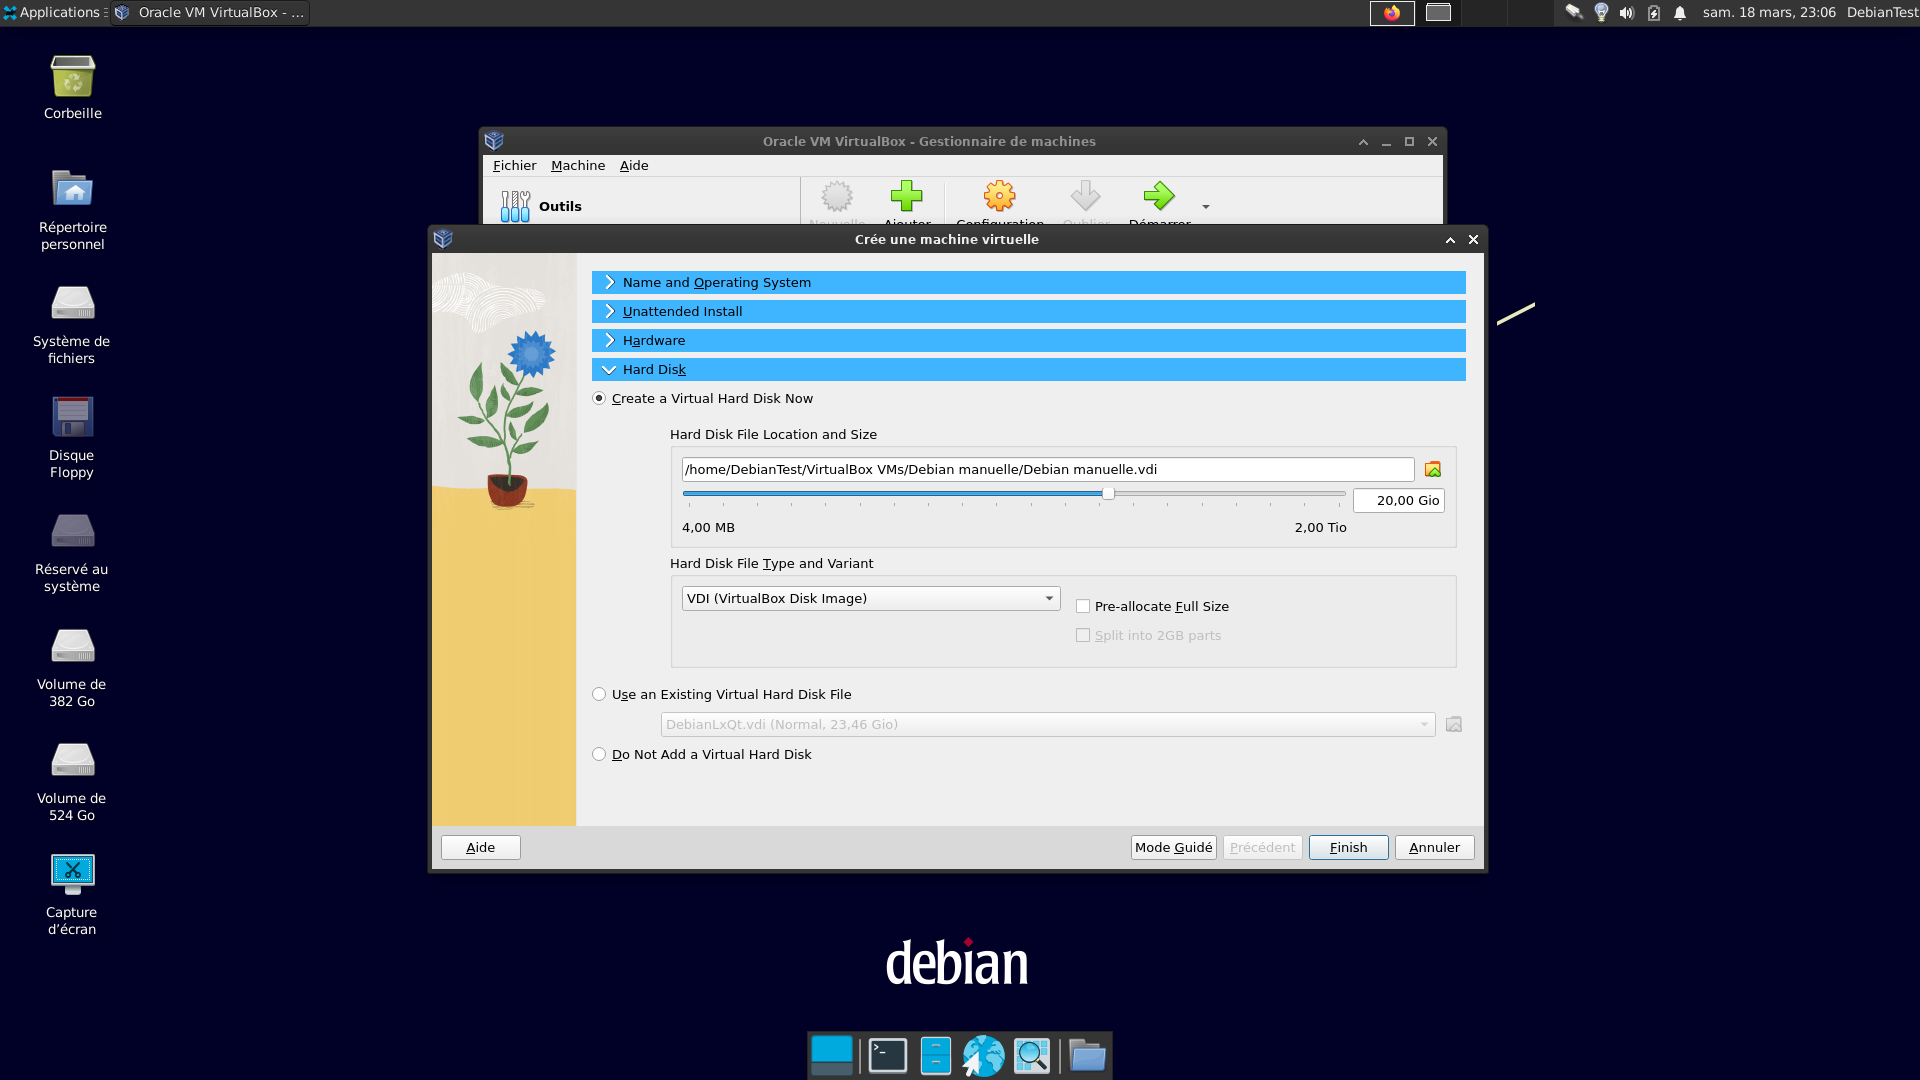 Applications
Oracle VM VirtualBox - ...
sam. 18 mars, 23:06
DebianTest
Corbeille
Répertoire
personnel
Système de
fichiers
Disque
Floppy
Réservé au
système
Volume de
382 Go
Volume de
524 Go
Capture
d’écran
Oracle VM VirtualBox - Gestionnaire de machines
Fichier Machine Aide
Outils
Nouvelle Ajouter Configuration Oublier Démarrer
Crée une machine virtuelle
Name and Operating System
Unattended Install
Hardware
Hard Disk
Create a Virtual Hard Disk Now
Hard Disk File Location and Size
/home/DebianTest/VirtualBox VMs/Debian manuelle/Debian manuelle.vdi
20,00 Gio
4,00 MB 2,00 Tio
Hard Disk File Type and Variant
VDI (VirtualBox Disk Image)
Pre-allocate Full Size
Split into 2GB parts
Use an Existing Virtual Hard Disk File
DebianLxQt.vdi (Normal, 23,46 Gio)
Do Not Add a Virtual Hard Disk
Aide Mode Guidé Précédent Finish Annuler
debian